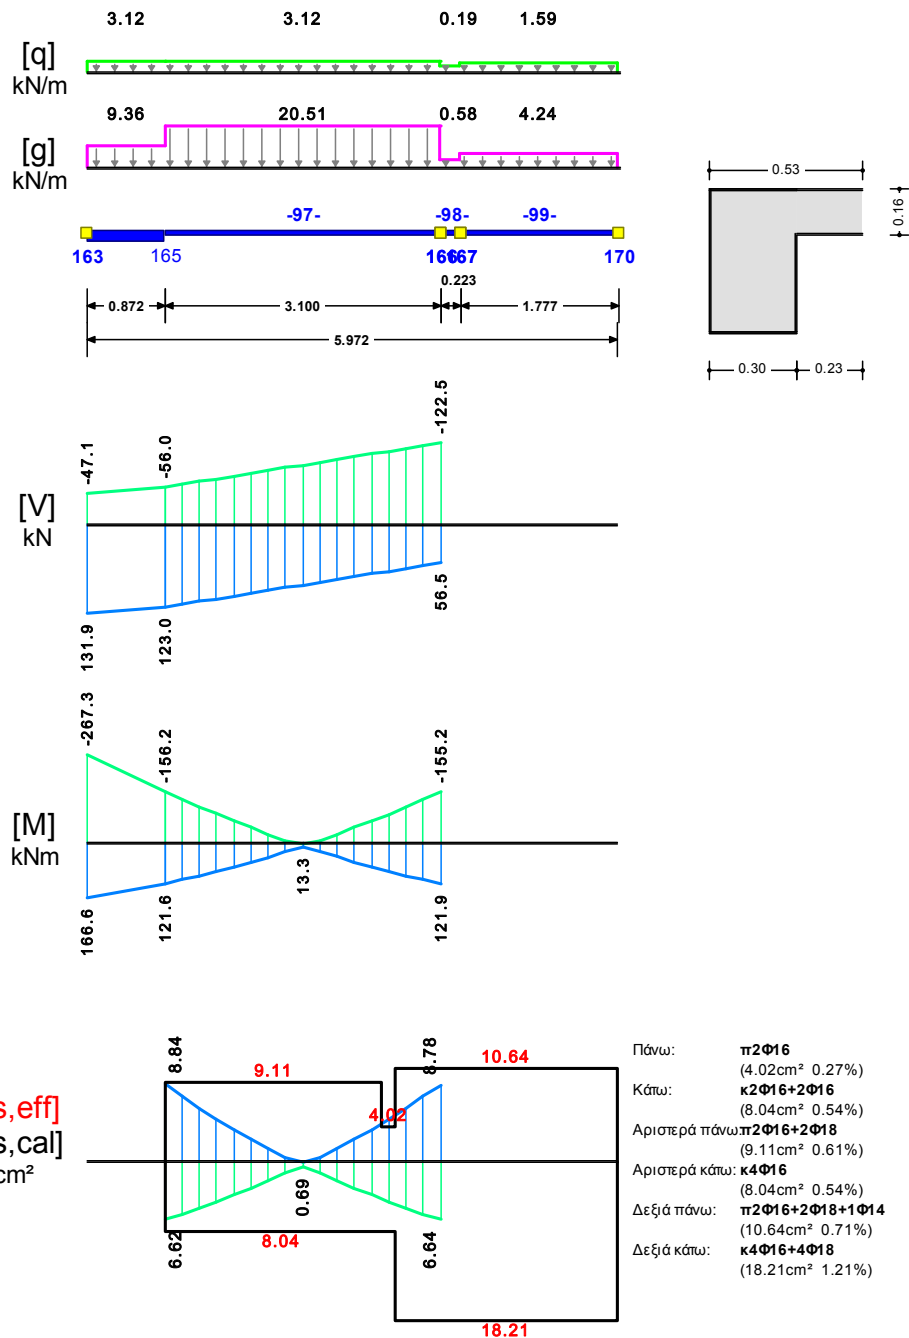 3.12 3.12 0.19 1.59
[q]
kN/m
9.36 20.51 0.58 4.24
[g]
kN/m
-97- -98- -99-
163 165 166 167 170
0.223
0.872 3.100 1.777
5.972
0.53
0.16
0.30 0.23
-47.1 -56.0 -122.5
[V]
kN
131.9 123.0 56.5
-267.3 -156.2 -155.2
[M]
kNm
13.3
166.6 121.6 121.9
8.84 9.11 4.02 8.78 10.64
s,eff]
s,cal]
cm²
0.69
6.62 8.04 6.64
18.21
Πάνω: π2Φ16
(4.02cm² 0.27%)
Κάτω: κ2Φ16+2Φ16
(8.04cm² 0.54%)
Αριστερά πάνω: π2Φ16+2Φ18
(9.11cm² 0.61%)
Αριστερά κάτω: κ4Φ16
(8.04cm² 0.54%)
Δεξιά πάνω: π2Φ16+2Φ18+1Φ14
(10.64cm² 0.71%)
Δεξιά κάτω: κ4Φ16+4Φ18
(18.21cm² 1.21%)